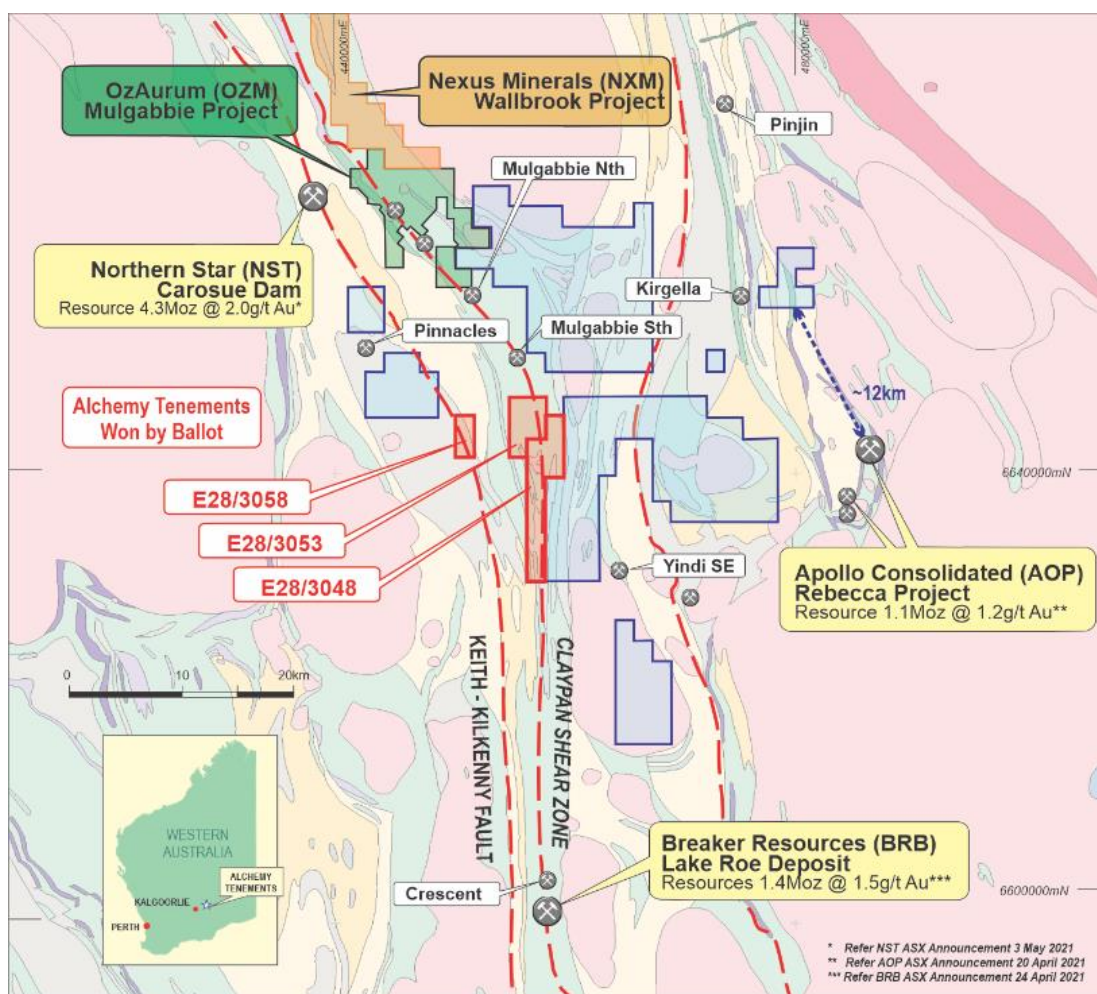 440000mE
480000mE
OzAurum (OZM)
Mulgabbie Project
Nexus Minerals (NXM)
Wallbrook Project
Pinjin
Mulgabbie Nth
Northern Star (NST)
Carosue Dam
Resource 4.3Moz @ 2.0g/t Au*
Kirgella
Pinnacles
Mulgabbie Sth
~12km
Alchemy Tenements
Won by Ballot
6640000mN
E28/3058
E28/3053
E28/3048
Yindi SE
Apollo Consolidated (AOP)
Rebecca Project
Resource 1.1Moz @ 1.2g/t Au**
KEITH - KILKENNY FAULT
CLAYPAN SHEAR ZONE
0 10 20km
WESTERN
AUSTRALIA
ALCHEMY
TENEMENTS
KALGOORLIE
PERTH
Breaker Resources (BRB)
Lake Roe Deposit
Resources 1.4Moz @ 1.5g/t Au***
Crescent
6600000mN
* Refer NST ASX Announcement 3 May 2021
** Refer AOP ASX Announcement 20 April 2021
*** Refer BRB ASX Announcement 24 April 2021